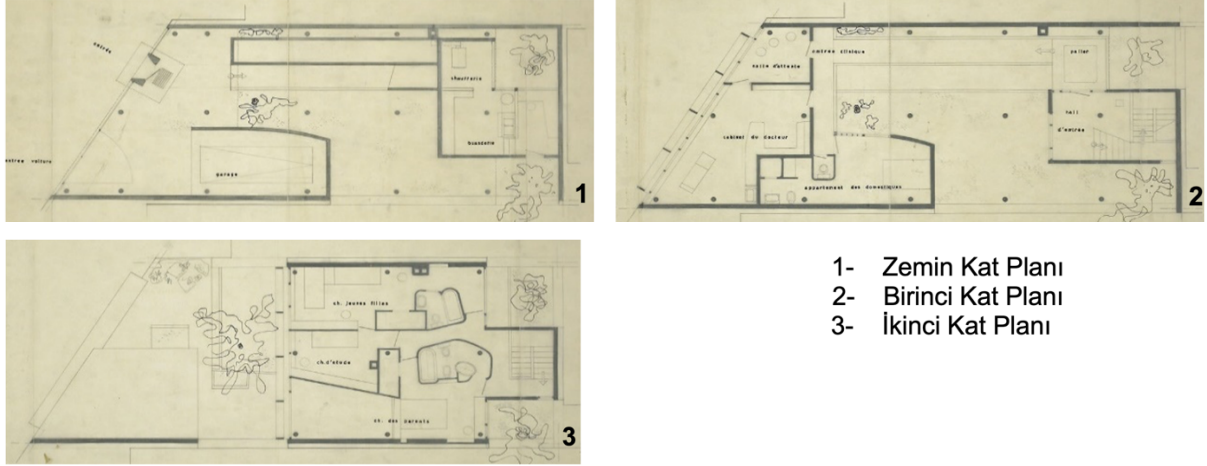 entrée
chaufferie
buanderie
garage
entrée voiture
1
entrée clinique
salle d'attente
palier
hall
d'entrée
cabinet du docteur
appartement des domestiques
2
ch. jeunes filles
ch. d'étude
ch. des parents
3
1- Zemin Kat Planı
2- Birinci Kat Planı
3- İkinci Kat Planı